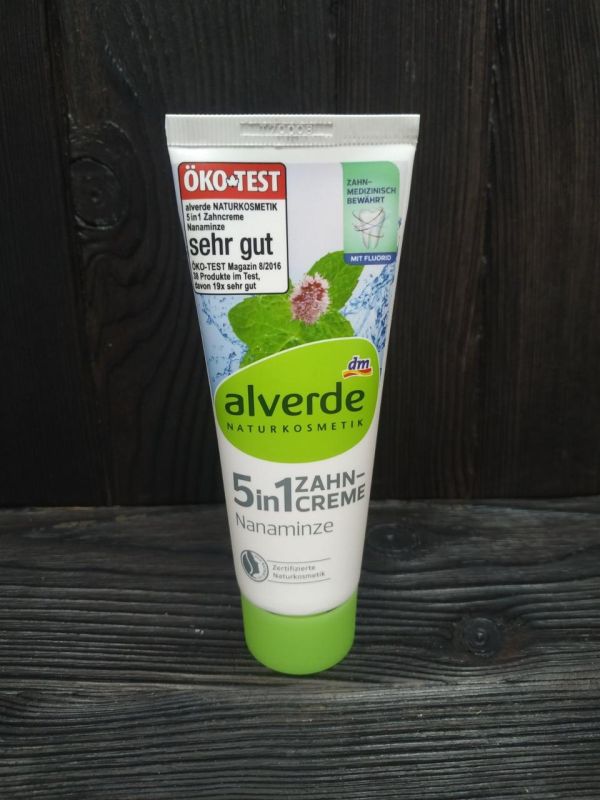 ÖKO TEST
alverde NATURKOSMETIK
5 in 1 Zahncreme
Nanaminze
sehr gut
ÖKO-TEST Magazin 8/2016
38 Produkte im Test,
davon 19x sehr gut
ZAHN-
MEDIZINISCH
BEWÄHRT
MIT FLUORID
dm
alverde
NATURKOSMETIK
5in1 ZAHN-
CREME
Nanaminze
Zertifizierte
Naturkosmetik